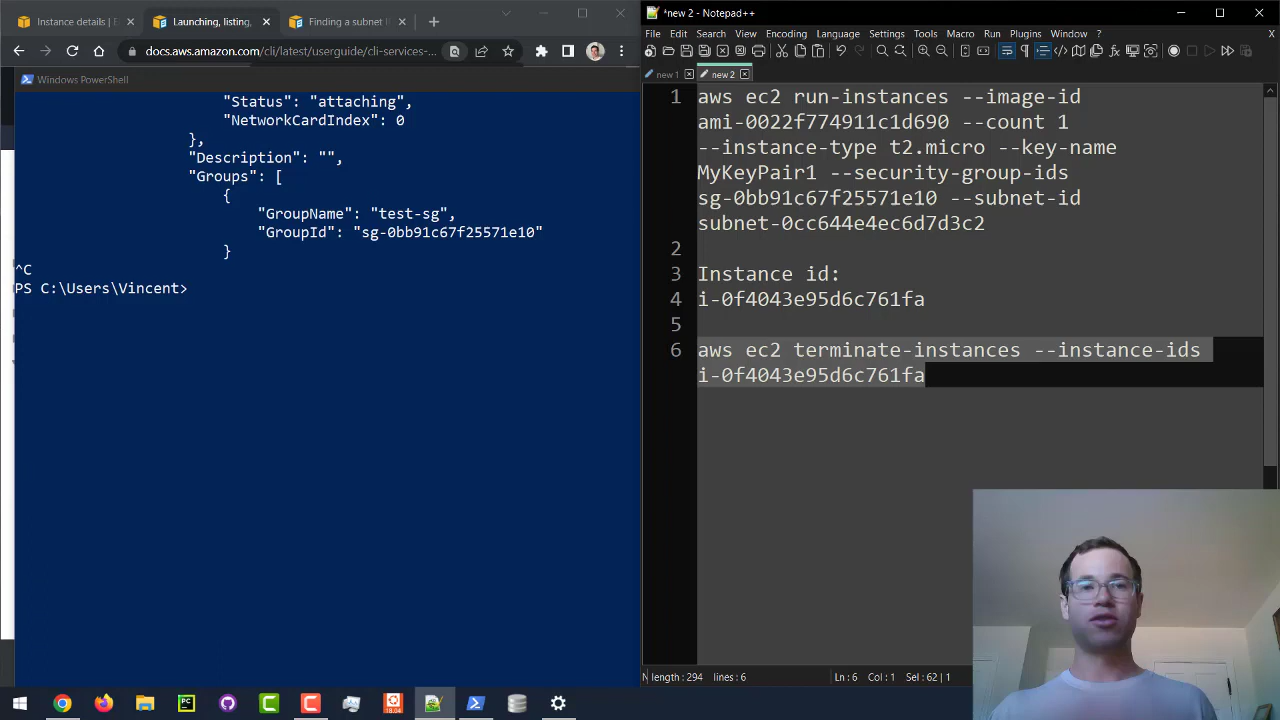 Instance details |
Launching, listing,
Finding a subnet I
*new 2 - Notepad++
docs.aws.amazon.com/cli/latest/userguide/cli-services-...
File Edit Search View Encoding Language Settings Tools Macro Run Plugins Window ? X
new 1
new 2
Windows PowerShell
"Status": "attaching",
"NetworkCardIndex": 0
},
"Description": "",
"Groups": [
{
"GroupName": "test-sg",
"GroupId": "sg-0bb91c67f25571e10"
}
^C
PS C:\Users\Vincent>
1 aws ec2 run-instances --image-id
ami-0022f774911c1d690 --count 1
--instance-type t2.micro --key-name
MyKeyPair1 --security-group-ids
sg-0bb91c67f25571e10 --subnet-id
subnet-0cc644e4ec6d7d3c2
2
3 Instance id:
4 i-0f4043e95d6c761fa
5
6 aws ec2 terminate-instances --instance-ids
i-0f4043e95d6c761fa
N length : 294 lines : 6 Ln : 6 Col : 1 Sel : 62 | 1
PC
18.04